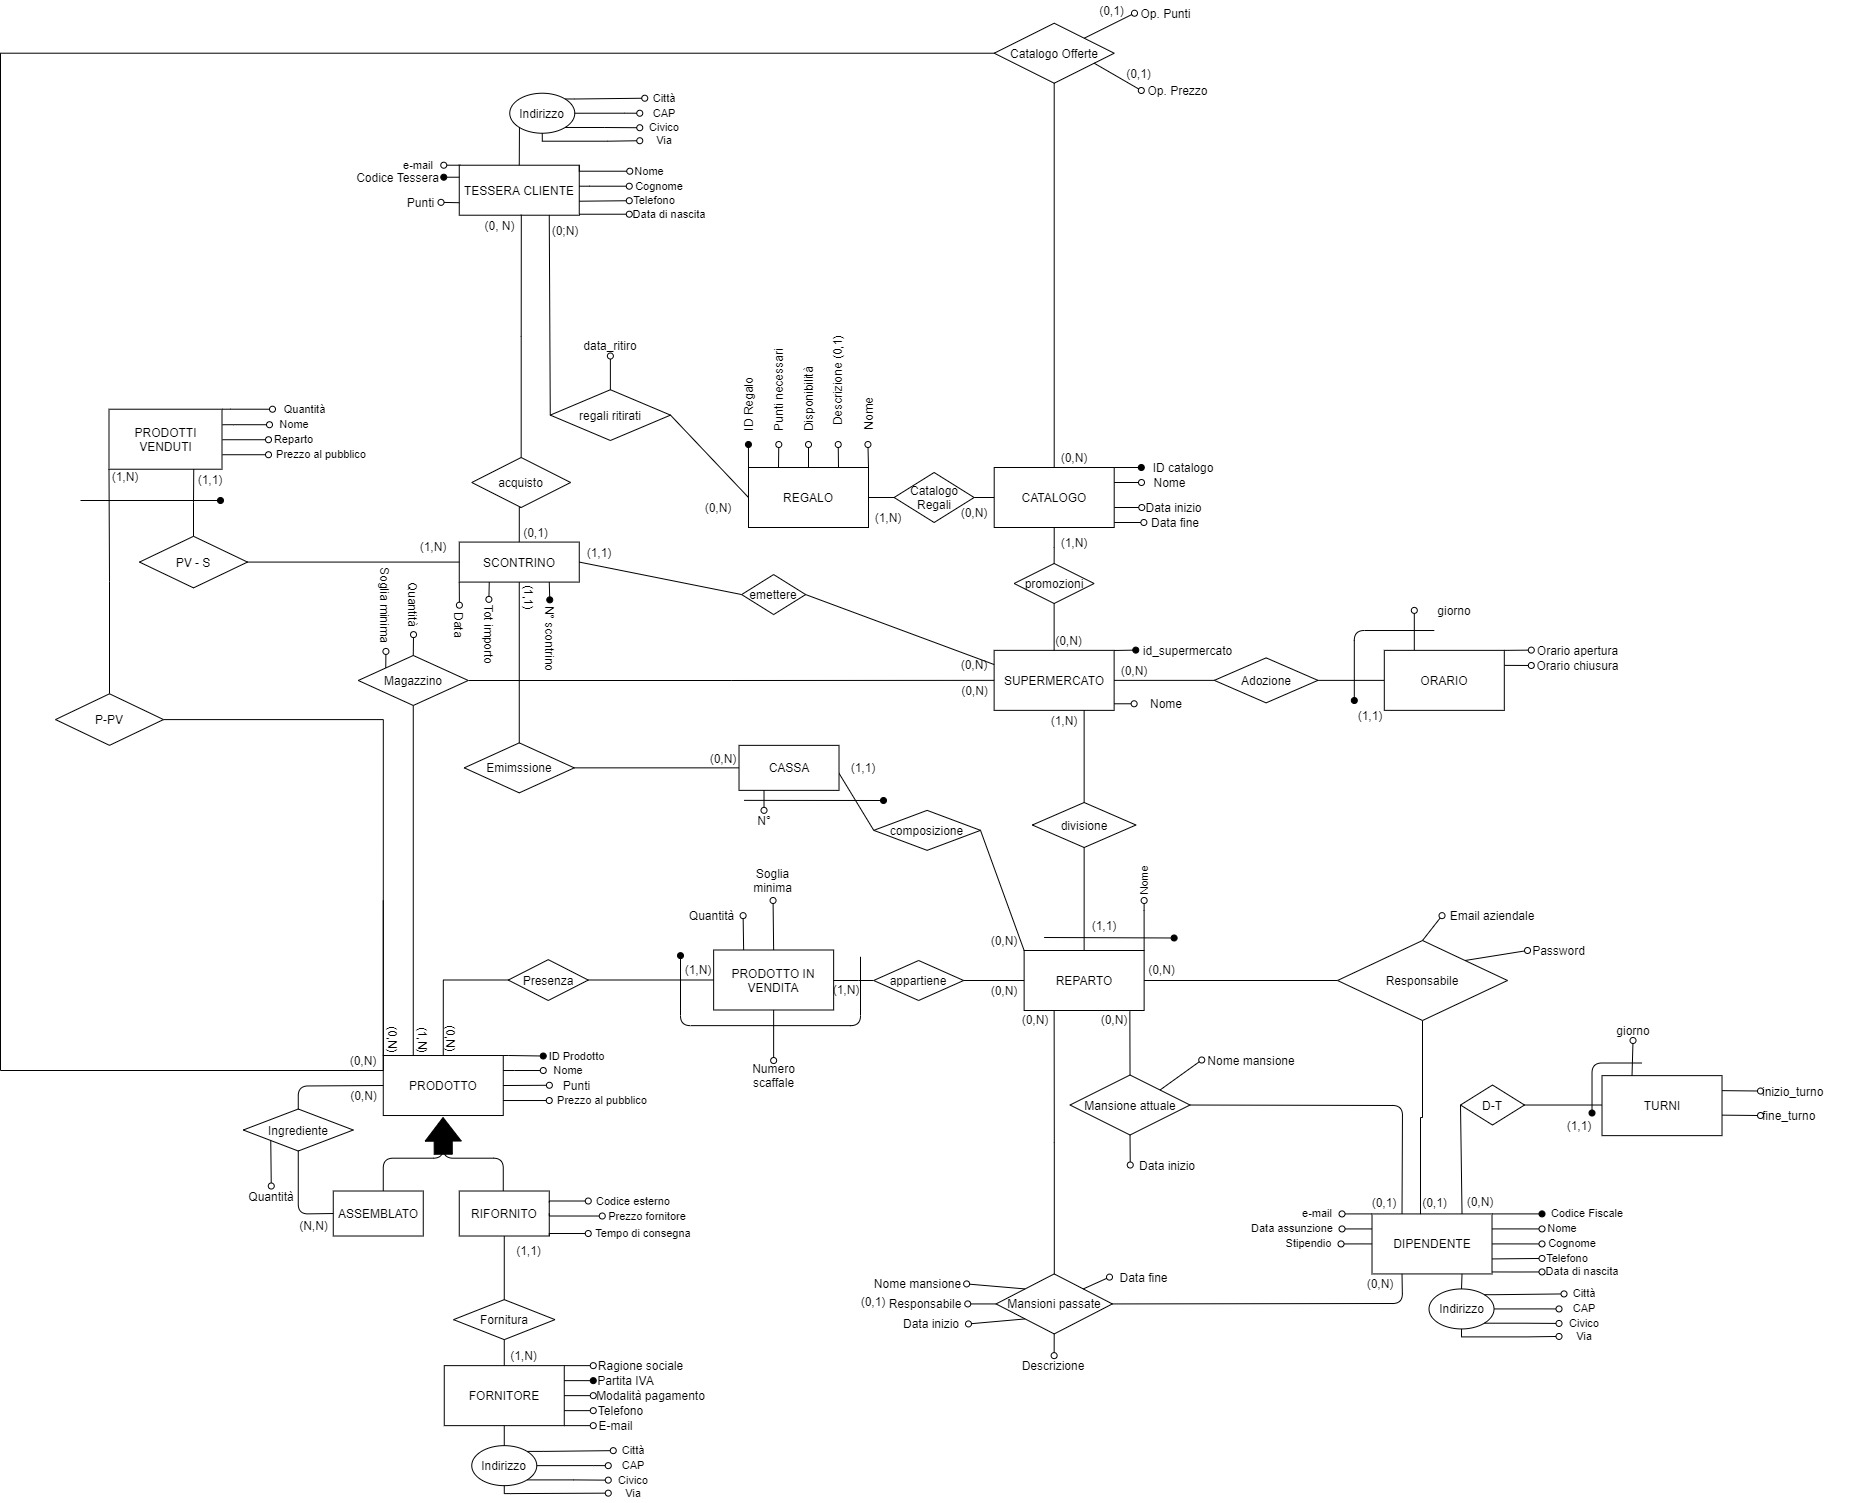 (0,1)
Op. Punti
Catalogo Offerte
(0,1)
Op. Prezzo
Indirizzo
Città
CAP
Civico
Via
e-mail
Codice Tessera
Punti
TESSERA CLIENTE
Nome
Cognome
Telefono
Data di nascita
(0, N)
(0;N)
data_ritiro
regali ritirati
ID Regalo
Punti necessari
Disponibilità
Descrizione (0,1)
Nome
REGALO
(0,N)
(1,N)
Catalogo
Regali
(0,N)
(0,N)
CATALOGO
ID catalogo
Nome
Data inizio
Data fine
(1,N)
promozioni
(0,N)
PRODOTTI
VENDUTI
Quantità
Nome
Reparto
Prezzo al pubblico
(1,N)
(1,1)
PV - S
acquisto
(0,1)
(1,N)
SCONTRINO
(1,1)
(1,1)
Data
Tot importo
N° scontrino
emettere
Soglia minima
Quantità
Magazzino
(0,N)
(0,N)
SUPERMERCATO
id_supermercato
(0,N)
Nome
(1,N)
Adozione
giorno
ORARIO
Orario apertura
Orario chiusura
(1,1)
P-PV
Emimssione
(0,N)
CASSA
(1,1)
N°
composizione
divisione
Nome
(1,1)
(0,N)
REPARTO
(0,N)
(0,N)
(0,N)
(0,N)
Soglia
minima
Quantità
Presenza
(1,N)
PRODOTTO IN
VENDITA
(1,N)
appartiene
Numero
scaffale
Email aziendale
Password
Responsabile
giorno
D-T
TURNI
inizio_turno
fine_turno
(1,1)
Nome mansione
Mansione attuale
Data inizio
(0,N)
(1,N)
(0,N)
(0,N)
(0,N)
PRODOTTO
ID Prodotto
Nome
Punti
Prezzo al pubblico
Ingrediente
Quantità
(N,N)
ASSEMBLATO
RIFORNITO
Codice esterno
Prezzo fornitore
Tempo di consegna
(1,1)
Fornitura
(1,N)
FORNITORE
Ragione sociale
Partita IVA
Modalità pagamento
Telefono
E-mail
Indirizzo
Città
CAP
Civico
Via
(0,1)
(0,1)
(0,N)
e-mail
Data assunzione
Stipendio
DIPENDENTE
Codice Fiscale
Nome
Cognome
Telefono
Data di nascita
(0,N)
Indirizzo
Città
CAP
Civico
Via
Nome mansione
(0,1) Responsabile
Data inizio
Mansioni passate
Data fine
Descrizione